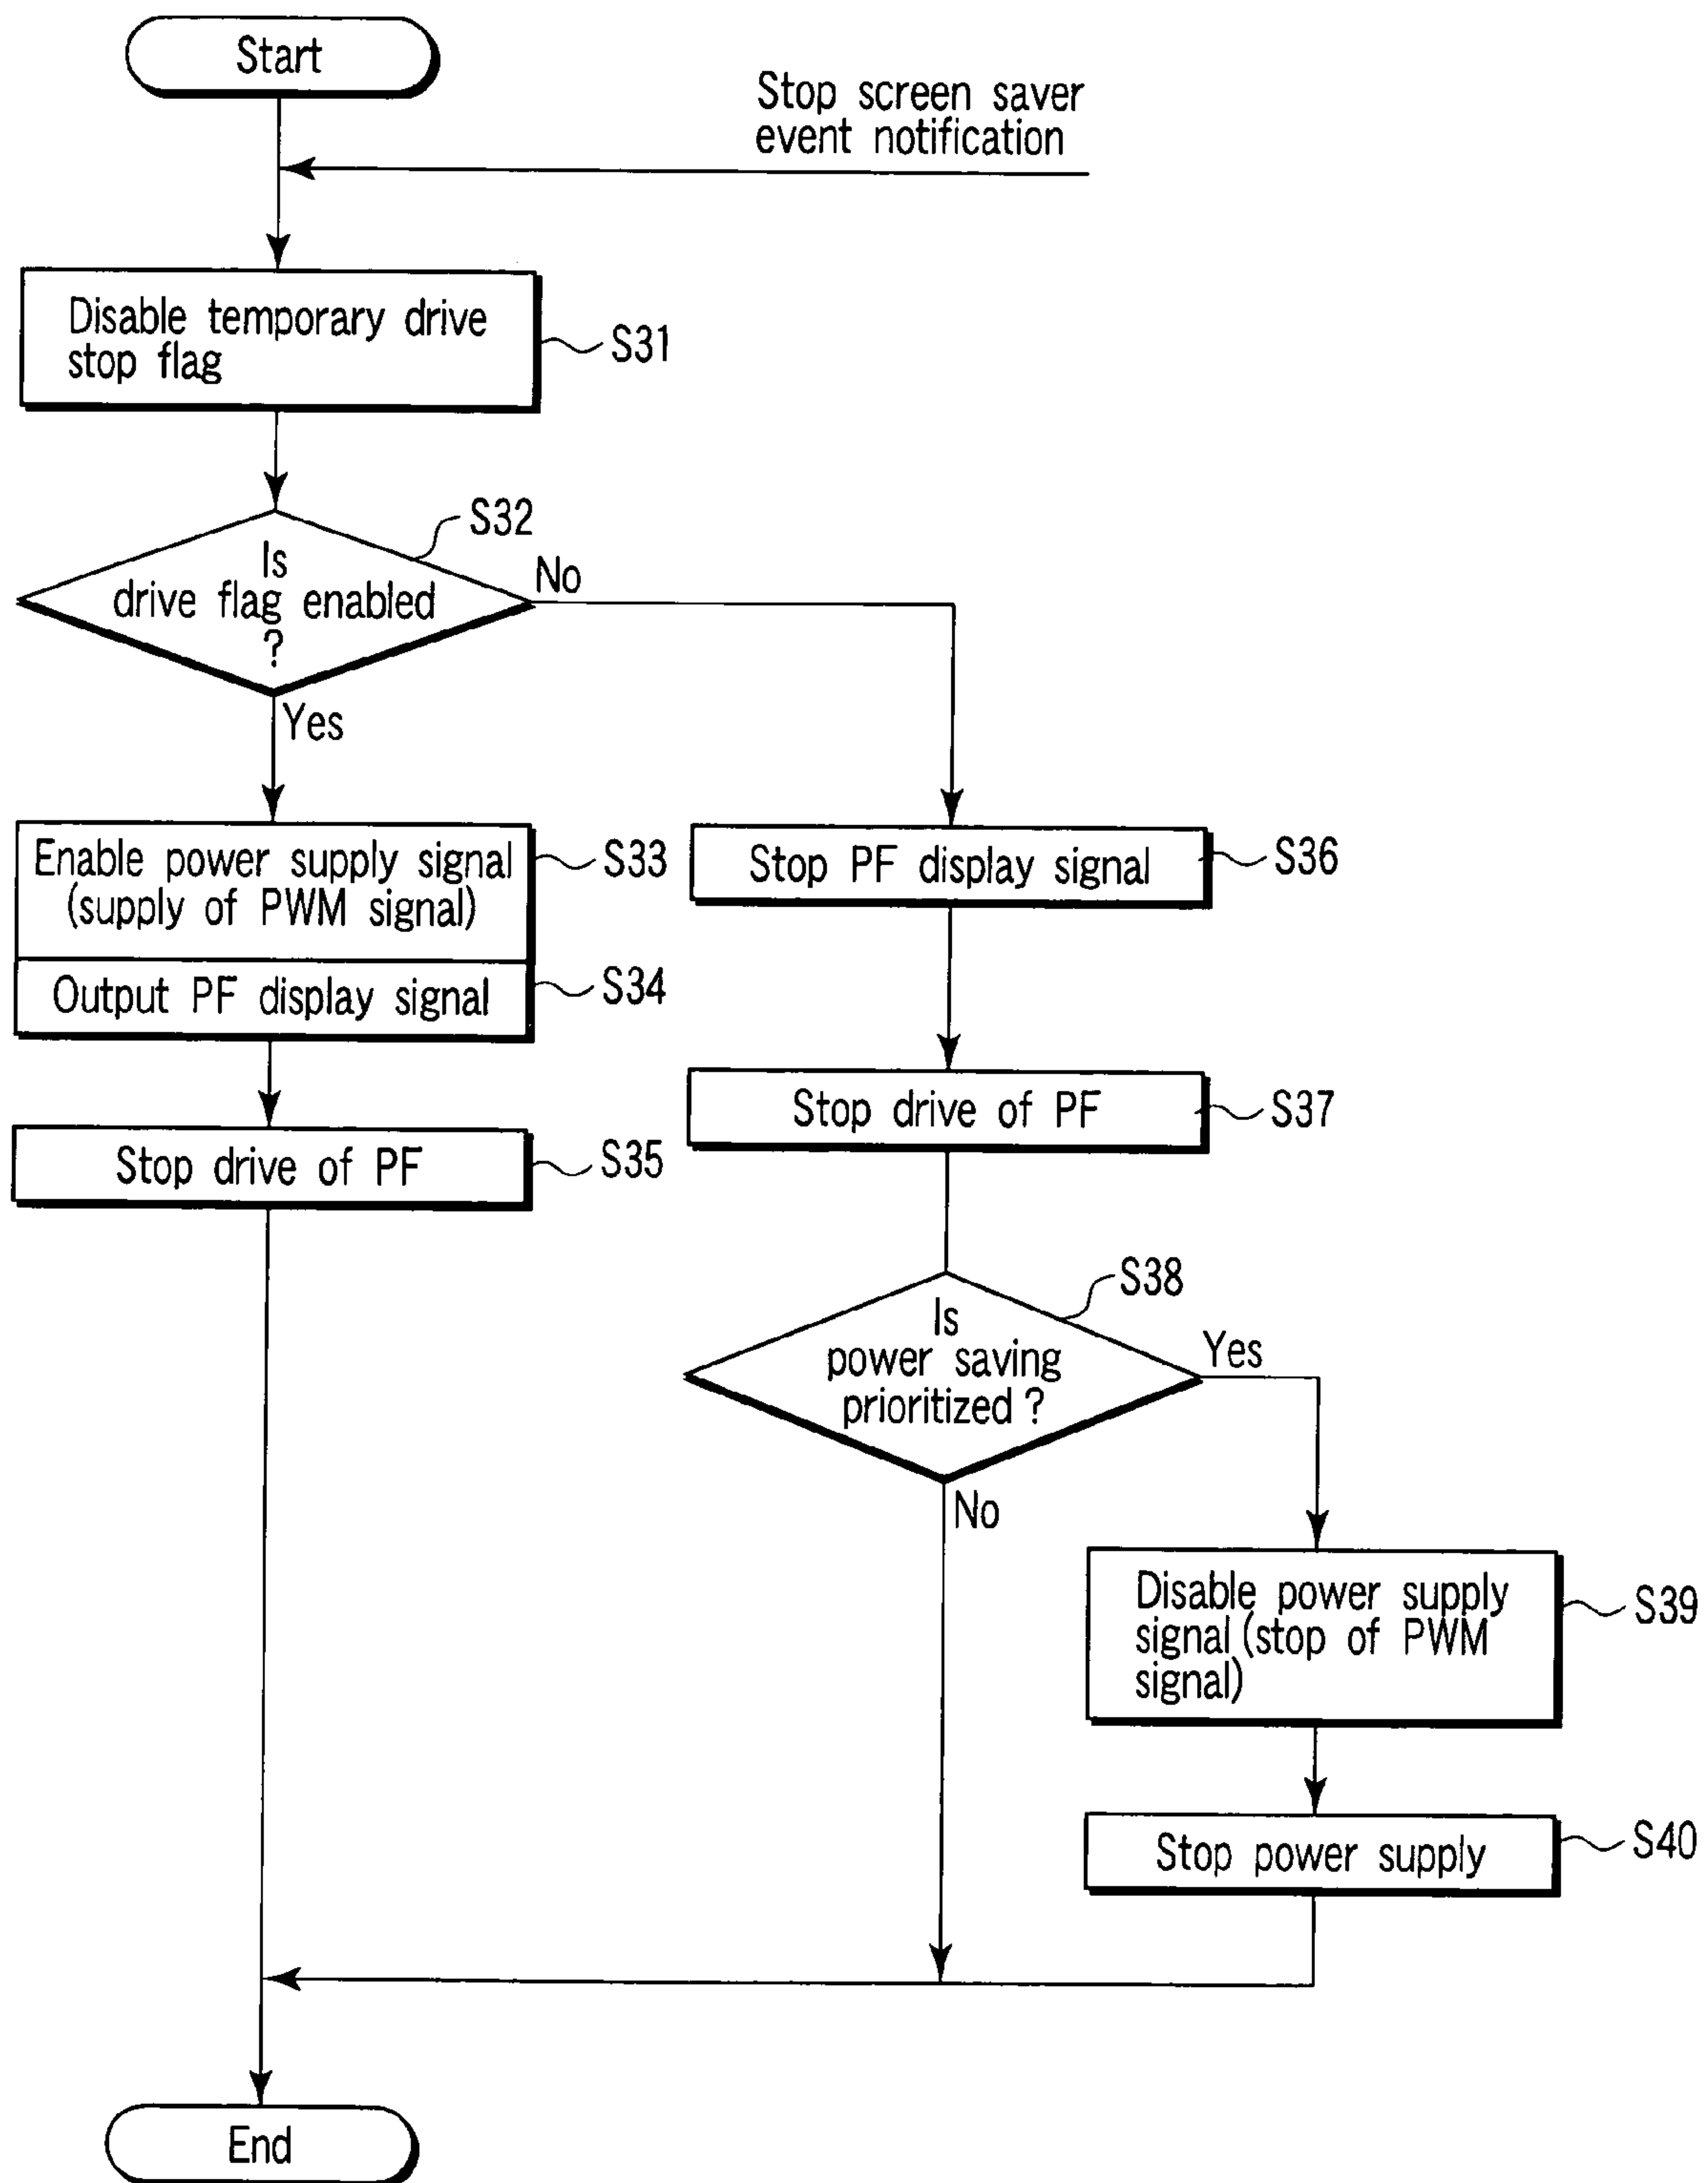 Start
Stop screen saver
event notification
Disable temporary drive
stop flag
S31
S32
Is
drive flag enabled
?
No
Yes
Enable power supply signal
(supply of PWM signal)
S33
Output PF display signal
S34
Stop drive of PF
S35
Stop PF display signal
S36
Stop drive of PF
S37
S38
Is
power saving
prioritized ?
Yes
No
Disable power supply
signal (stop of PWM
signal)
S39
Stop power supply
S40
End